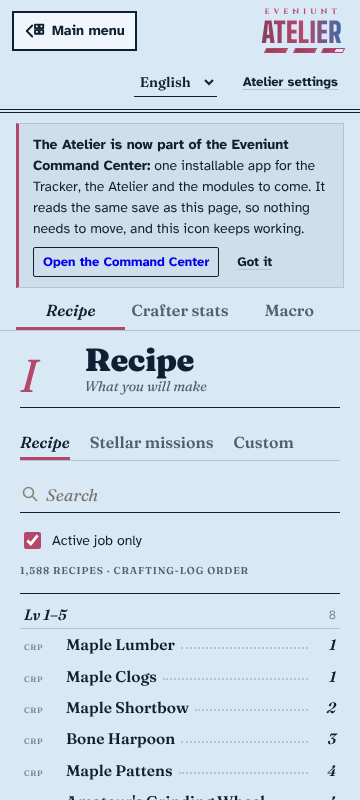 Main menu
EVENIUNT
ATELIER
English
Atelier settings
The Atelier is now part of the Eveniunt
Command Center: one installable app for the
Tracker, the Atelier and the modules to come. It
reads the same save as this page, so nothing
needs to move, and this icon keeps working.
Open the Command Center Got it
Recipe Crafter stats Macro
I Recipe
What you will make
Recipe Stellar missions Custom
Search
Active job only
1,588 RECIPES · CRAFTING-LOG ORDER
Lv 1–5 8
CRP Maple Lumber 1
CRP Maple Clogs 1
CRP Maple Shortbow 2
CRP Bone Harpoon 3
CRP Maple Pattens 4
Amateur's Grinding Wheel